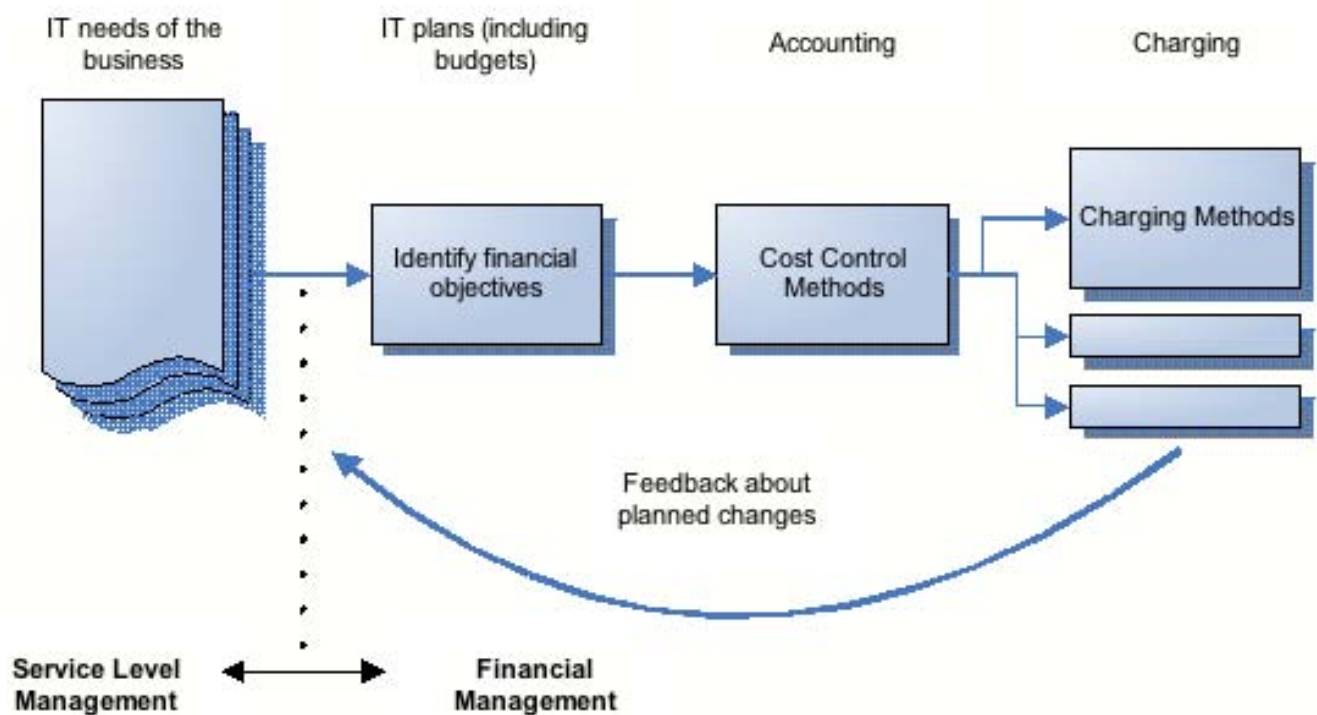 IT needs of the
business
IT plans (including
budgets)
Accounting
Charging
Identify financial
objectives
Cost Control
Methods
Charging Methods
Feedback about
planned changes
Service Level
Management
Financial
Management